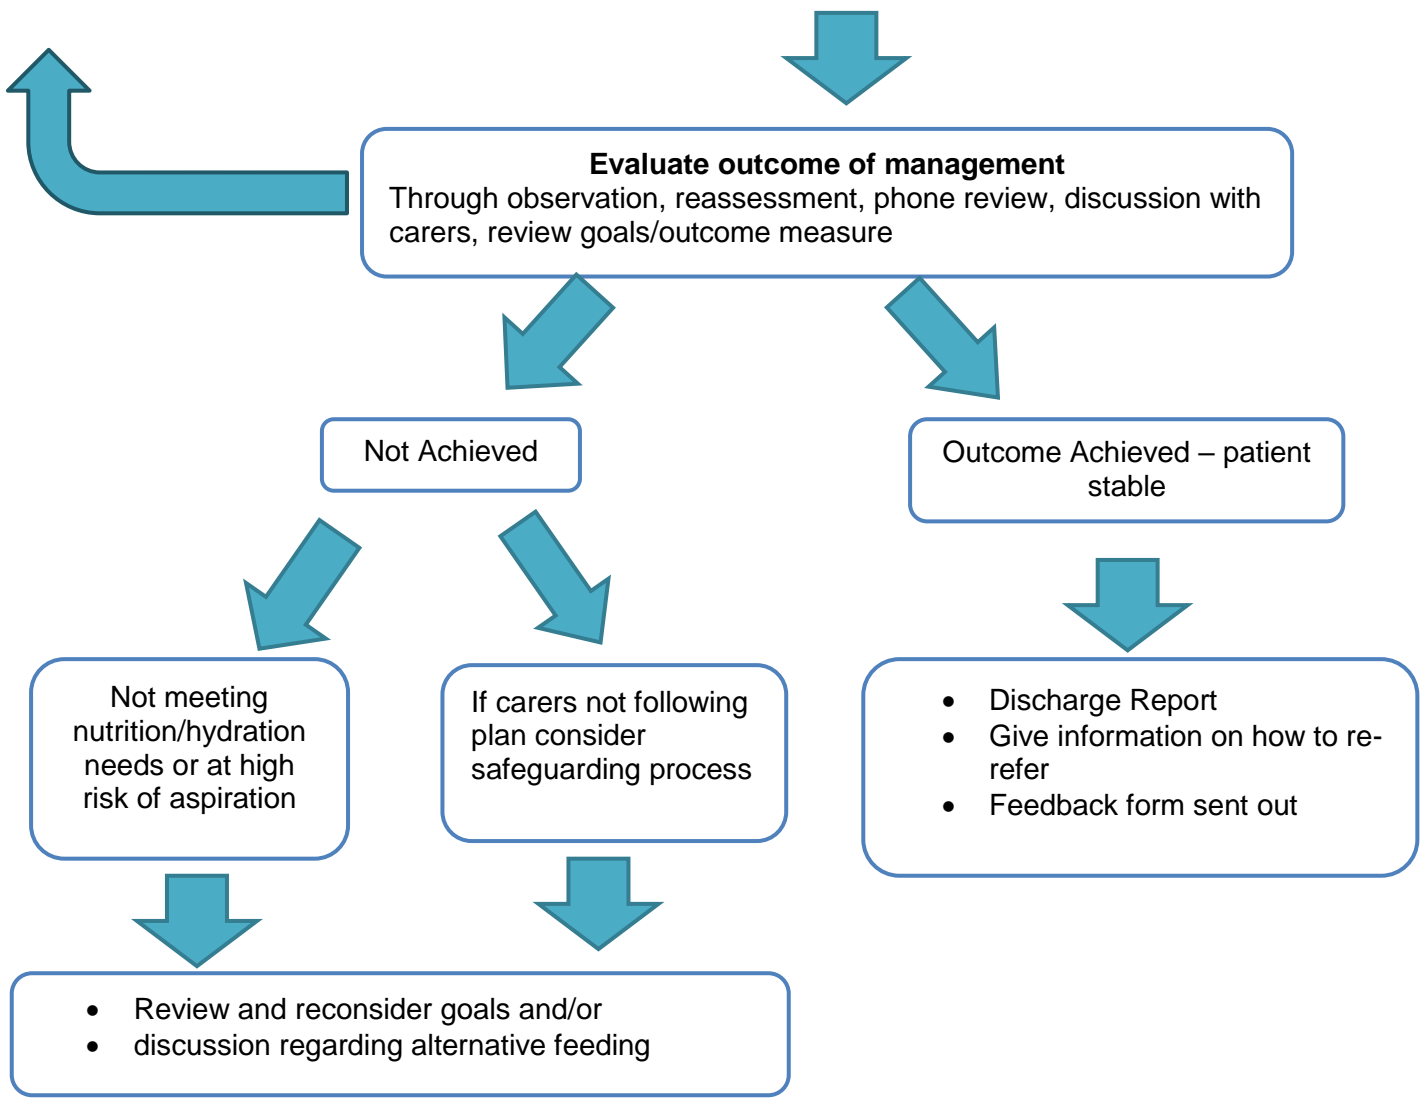 Evaluate outcome of management
Through observation, reassessment, phone review, discussion with
carers, review goals/outcome measure
Not Achieved
Outcome Achieved – patient
stable
Not meeting
nutrition/hydration
needs or at high
risk of aspiration
If carers not following
plan consider
safeguarding process
• Discharge Report
• Give information on how to re-
refer
• Feedback form sent out
• Review and reconsider goals and/or
• discussion regarding alternative feeding